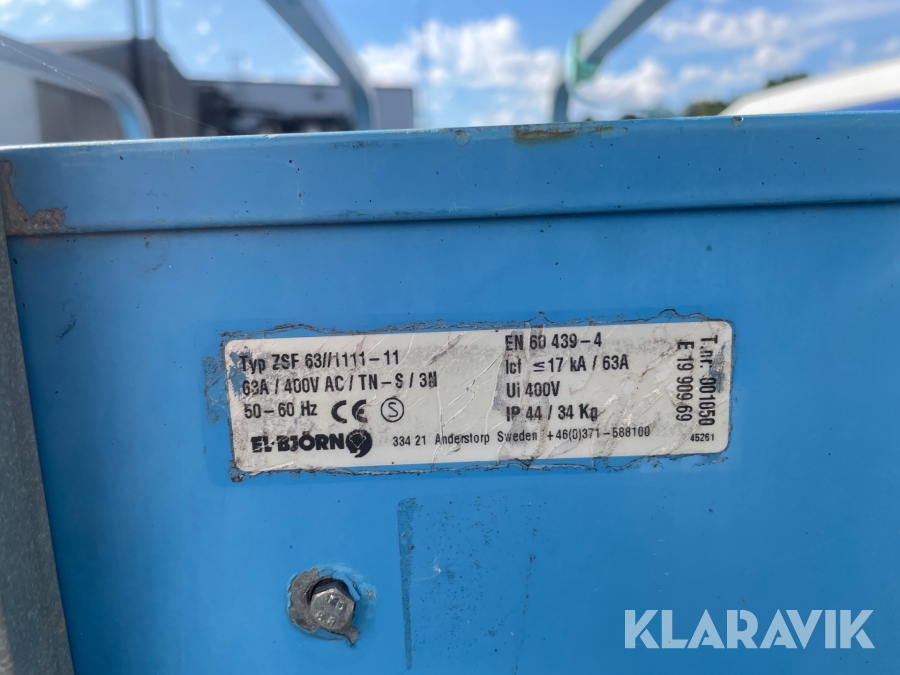 Typ ZSF 63//1111-11
63A / 400V AC / TN-S / 3N
50-60 Hz CE S
EL-BJÖRN
EN 60 439-4
Icf ≤ 17 kA / 63A
Ui 400V
IP 44 / 34 Kg
334 21 Anderstorp Sweden +46(0)371-588100
T.nr: 001050
E 19 909 69
45261
KLARAVIK